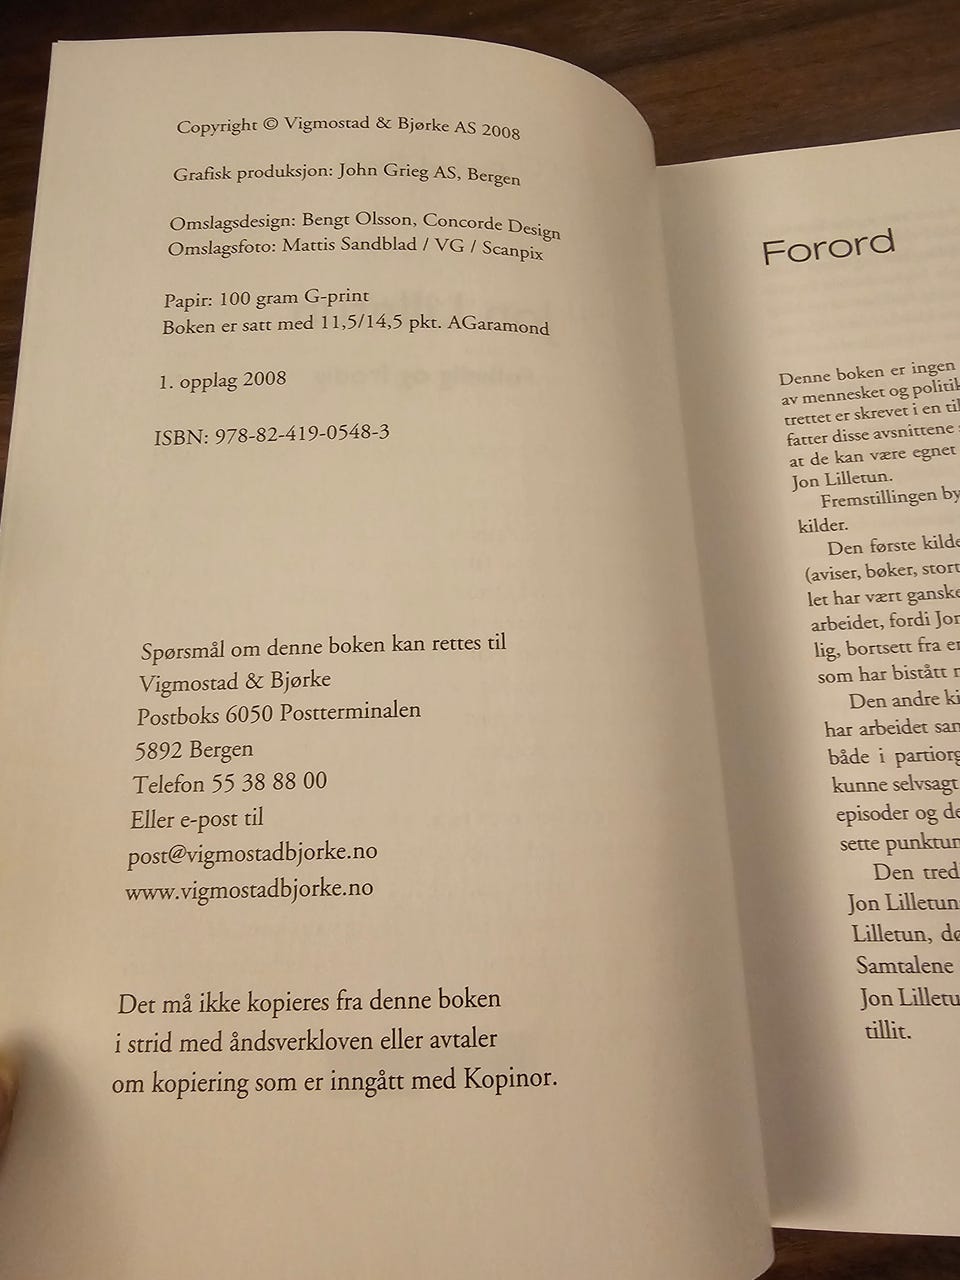 Copyright © Vigmostad & Bjørke AS 2008
Grafisk produksjon: John Grieg AS, Bergen
Omslagsdesign: Bengt Olsson, Concorde Design
Omslagsfoto: Mattis Sandblad / VG / Scanpix
Papir: 100 gram G-print
Boken er satt med 11,5/14,5 pkt. AGaramond
1. opplag 2008
ISBN: 978-82-419-0548-3
Spørsmål om denne boken kan rettes til
Vigmostad & Bjørke
Postboks 6050 Postterminalen
5892 Bergen
Telefon 55 38 88 00
Eller e-post til
post@vigmostadbjorke.no
www.vigmostadbjorke.no
Det må ikke kopieres fra denne boken
i strid med åndsverkloven eller avtaler
om kopiering som er inngått med Kopinor.
Forord
Denne boken er ingen
av mennesket og politik
trettet er skrevet i en til
fatter disse avsnittene
at de kan være egnet
Jon Lilletun.
Fremstillingen by
kilder.
Den første kilde
(aviser, bøker, stort
let har vært ganske
arbeidet, fordi Jon
lig, bortsett fra en
som har bistått
Den andre ki
har arbeidet sam
både i partiorg
kunne selvsagt
episoder og de
sette punktum
Den tred
Jon Lilletun
Lilletun, dø
Samtalene
Jon Lilletu
tillit.